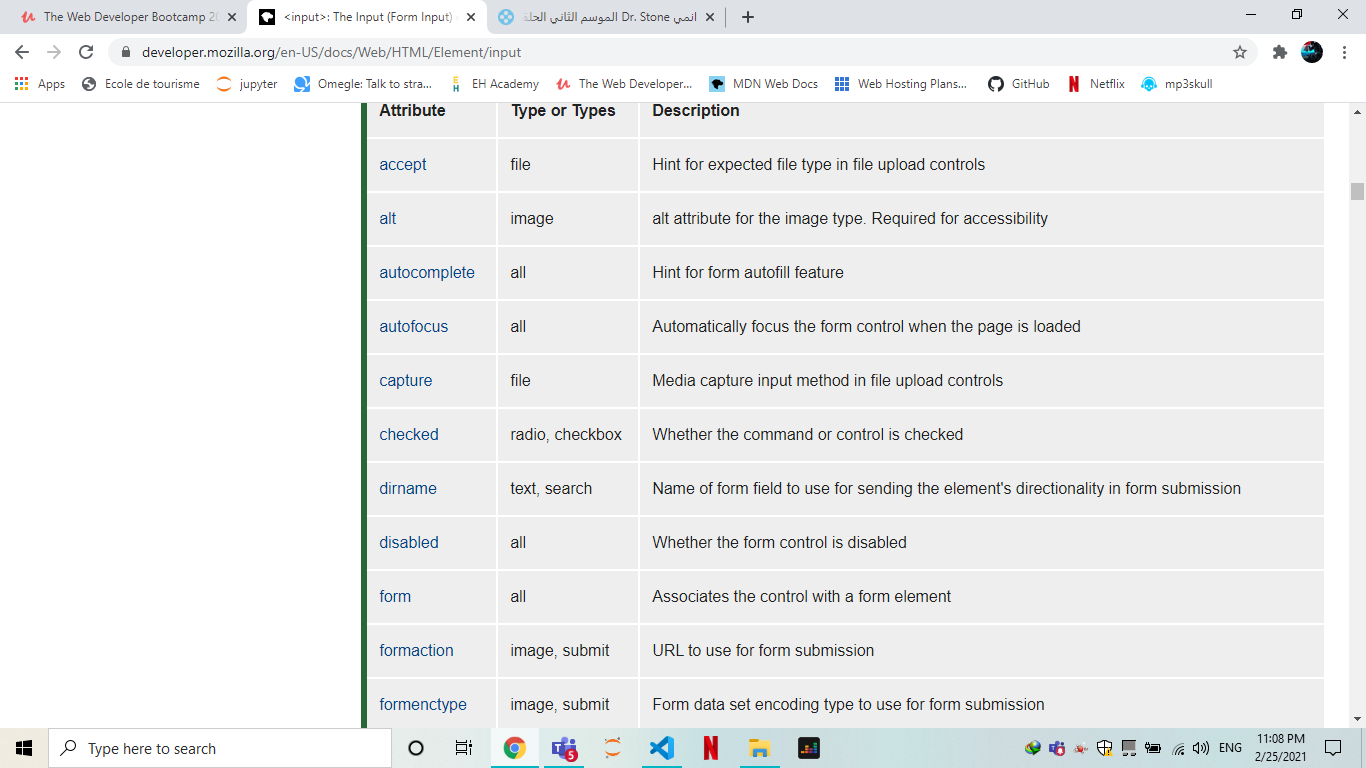 The Web Developer Bootcamp 20
<input>: The Input (Form Input)
انمي Dr. Stone الموسم الثاني الحلقة
developer.mozilla.org/en-US/docs/Web/HTML/Element/input
Apps Ecole de tourisme jupyter Omegle: Talk to stra... EH Academy The Web Developer... MDN Web Docs Web Hosting Plans... GitHub Netflix mp3skull
Attribute Type or Types Description
accept file Hint for expected file type in file upload controls
alt image alt attribute for the image type. Required for accessibility
autocomplete all Hint for form autofill feature
autofocus all Automatically focus the form control when the page is loaded
capture file Media capture input method in file upload controls
checked radio, checkbox Whether the command or control is checked
dirname text, search Name of form field to use for sending the element's directionality in form submission
disabled all Whether the form control is disabled
form all Associates the control with a form element
formaction image, submit URL to use for form submission
formenctype image, submit Form data set encoding type to use for form submission
Type here to search
5
ENG
11:08 PM
2/25/2021